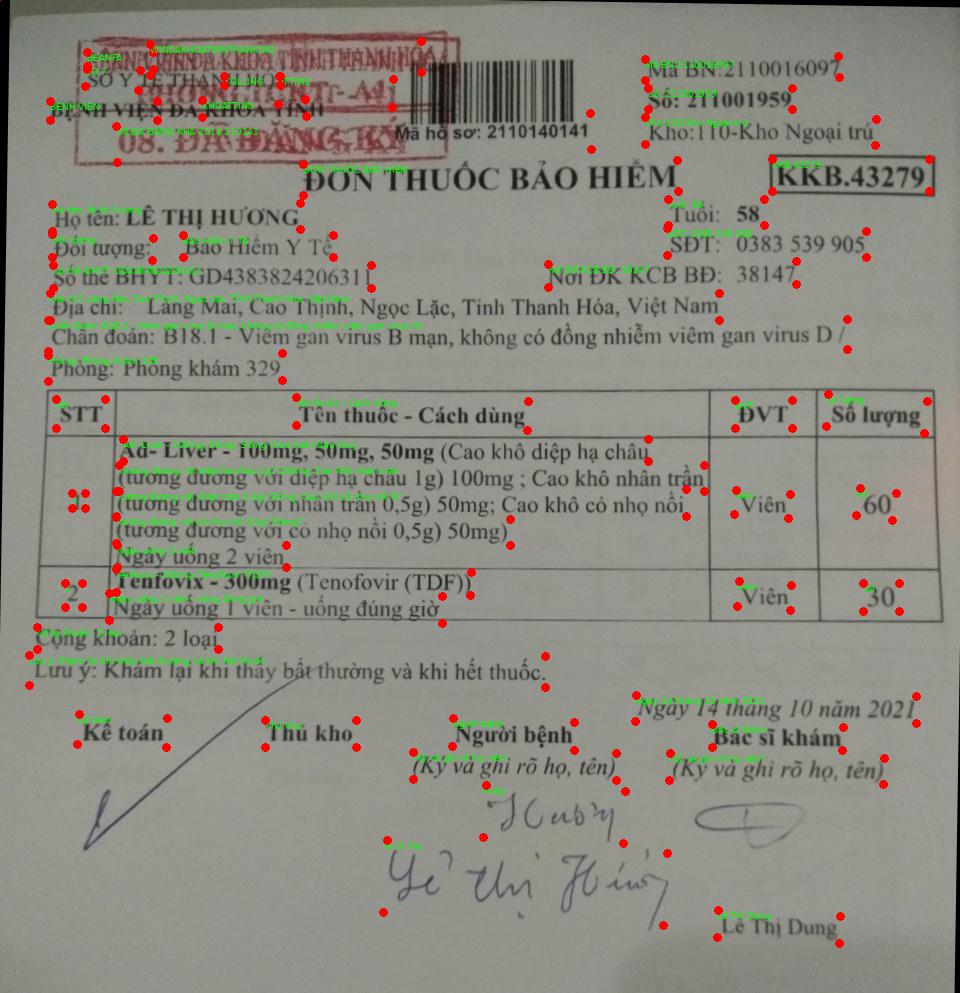 BỆNH VIỆN ĐA KHOA TỈNH THANH HÓA
SỞ Y TẾ THANH
BỆNH VIỆN ĐA KHOA TỈNH
08. ĐÃ ĐĂNG KÝ
Mã hồ sơ: 2110140141
Mã BN:2110016097
Số: 211001959
Kho:110-Kho Ngoại trú
ĐƠN THUỐC BẢO HIỂM
KKB.43279
Họ tên: LÊ THỊ HƯƠNG
Tuổi: 58
Đối tượng: Bảo Hiểm Y Tế
SĐT: 0383 539 905
Số thẻ BHYT: GD4383824206311
Nơi ĐK KCB BĐ: 38147
Địa chỉ: Làng Mai, Cao Thịnh, Ngọc Lặc, Tỉnh Thanh Hóa, Việt Nam
Chẩn đoán: B18.1 - Viêm gan virus B mạn, không có đồng nhiễm viêm gan virus D /
Phòng: Phòng khám 329
STT Tên thuốc - Cách dùng ĐVT Số lượng
1 Ad- Liver - 100mg, 50mg, 50mg (Cao khô diệp hạ châu
(tương đương với diệp hạ châu 1g) 100mg ; Cao khô nhân trần
(tương đương với nhân trần 0,5g) 50mg; Cao khô cỏ nhọ nồi
(tương đương với cỏ nhọ nồi 0,5g) 50mg)
Ngày uống 2 viên
Viên 60
2 Tenfovix - 300mg (Tenofovir (TDF))
Ngày uống 1 Viên - uống đúng giờ
Viên 30
Cộng khoản: 2 loại
Lưu ý: Khám lại khi thấy bất thường và khi hết thuốc.
Ngày 14 tháng 10 năm 2021
Kế toán Thủ kho Người bệnh Bác sĩ khám
(Ký và ghi rõ họ, tên) (Ký và ghi rõ họ, tên)
Hương
Lê Thị Hương
Lê Thị Dung